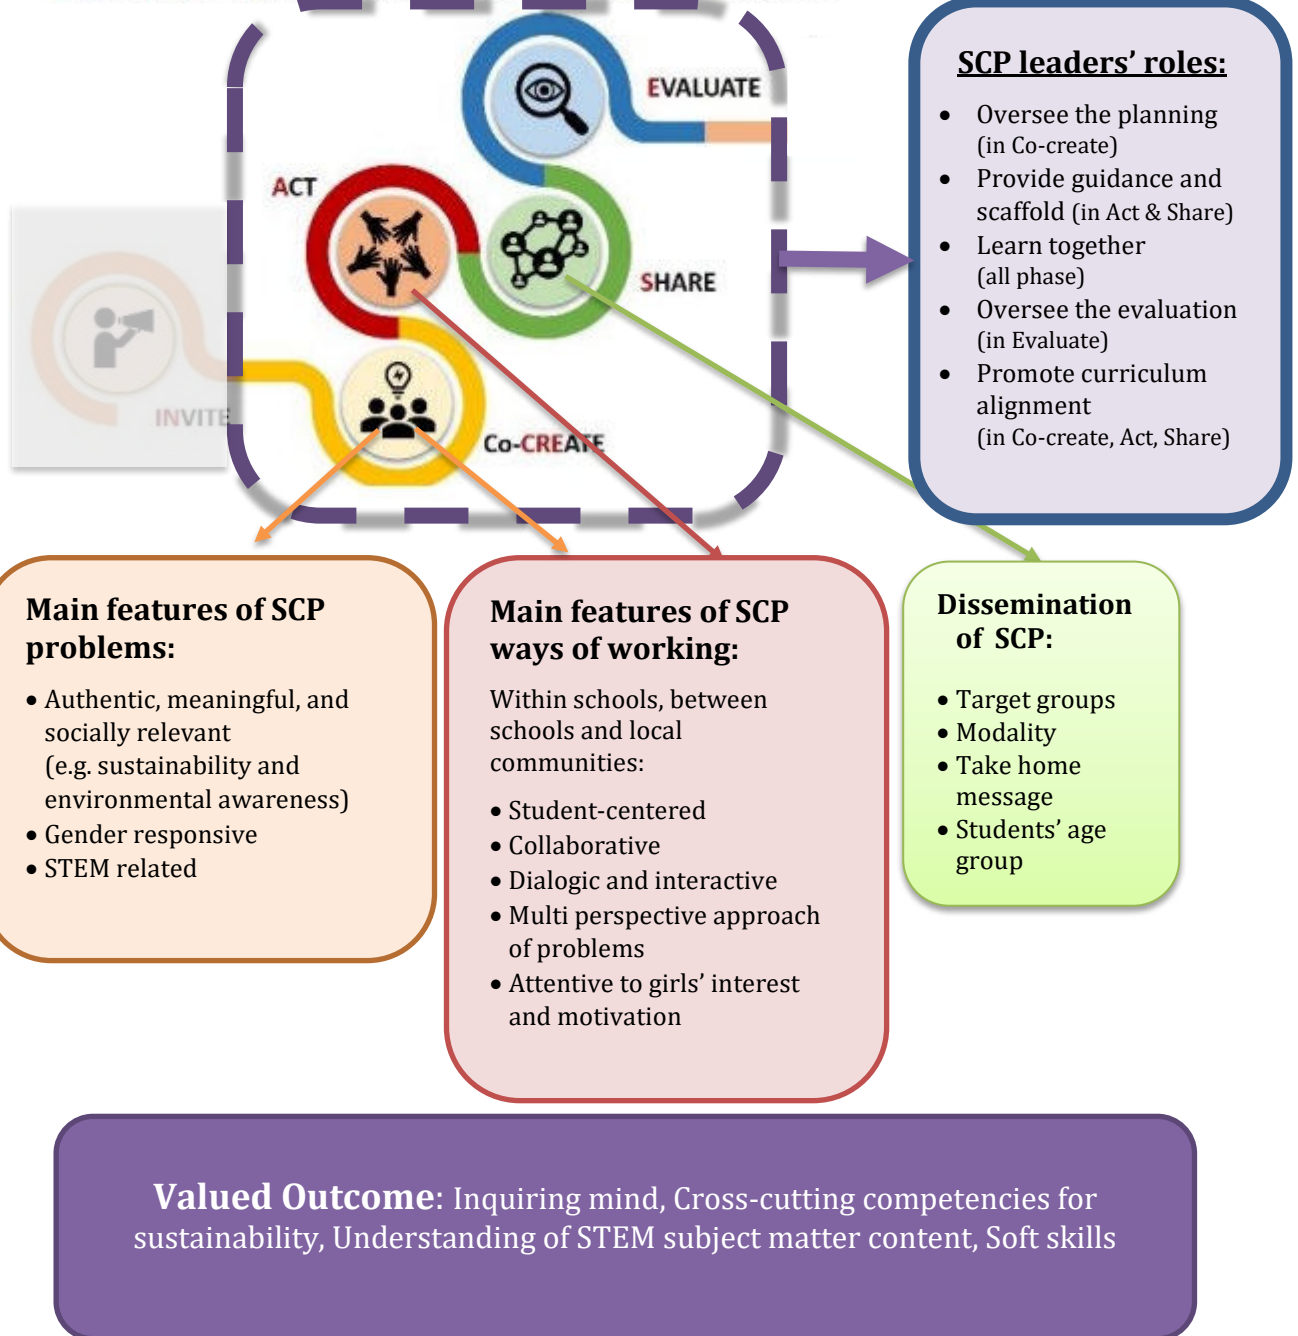 EVALUATE
ACT
SHARE
INVITE
Co-CREATE
SCP leaders’ roles:
• Oversee the planning
(in Co-create)
• Provide guidance and
scaffold (in Act & Share)
• Learn together
(all phase)
• Oversee the evaluation
(in Evaluate)
• Promote curriculum
alignment
(in Co-create, Act, Share)
Main features of SCP
problems:
• Authentic, meaningful, and
socially relevant
(e.g. sustainability and
environmental awareness)
• Gender responsive
• STEM related
Main features of SCP
ways of working:
Within schools, between
schools and local
communities:
• Student-centered
• Collaborative
• Dialogic and interactive
• Multi perspective approach
of problems
• Attentive to girls’ interest
and motivation
Dissemination
of SCP:
• Target groups
• Modality
• Take home
message
• Students’ age
group
Valued Outcome: Inquiring mind, Cross-cutting competencies for
sustainability, Understanding of STEM subject matter content, Soft skills